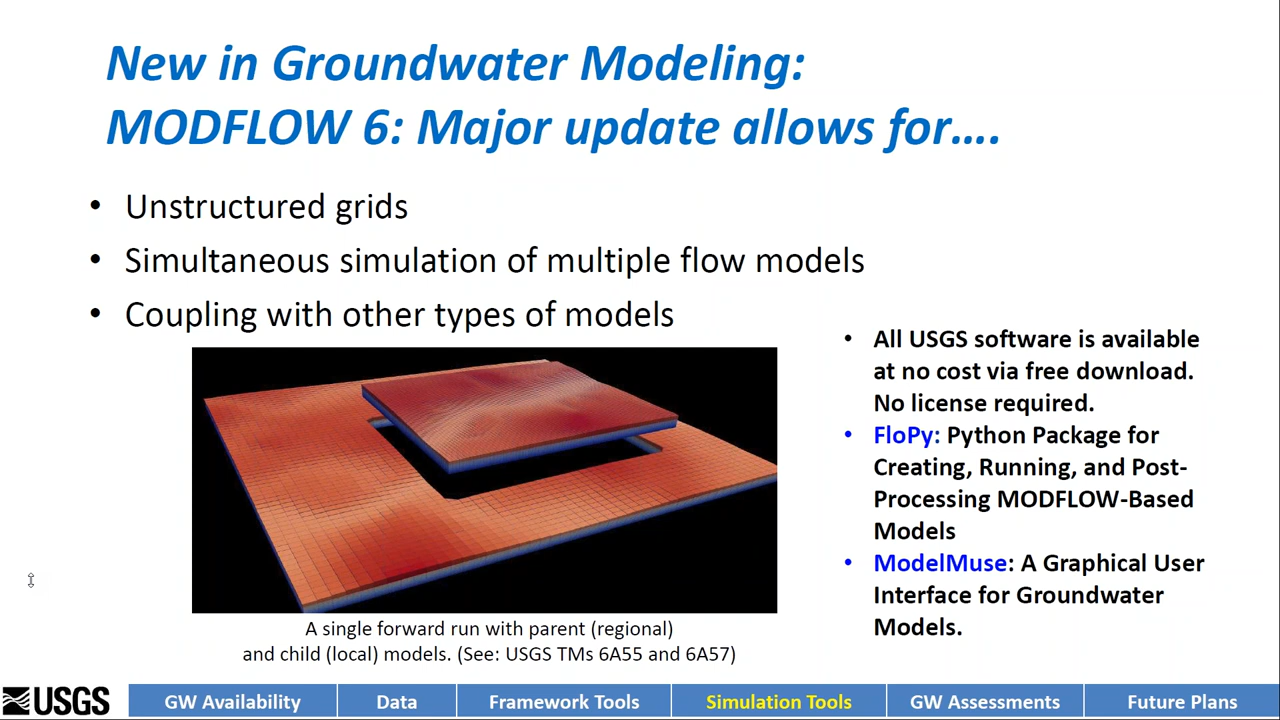 New in Groundwater Modeling:
MODFLOW 6: Major update allows for....
• Unstructured grids
• Simultaneous simulation of multiple flow models
• Coupling with other types of models
A single forward run with parent (regional)
and child (local) models. (See: USGS TMs 6A55 and 6A57)
• All USGS software is available
at no cost via free download.
No license required.
• FloPy: Python Package for
Creating, Running, and Post-
Processing MODFLOW-Based
Models
• ModelMuse: A Graphical User
Interface for Groundwater
Models.
USGS
GW Availability
Data
Framework Tools
Simulation Tools
GW Assessments
Future Plans